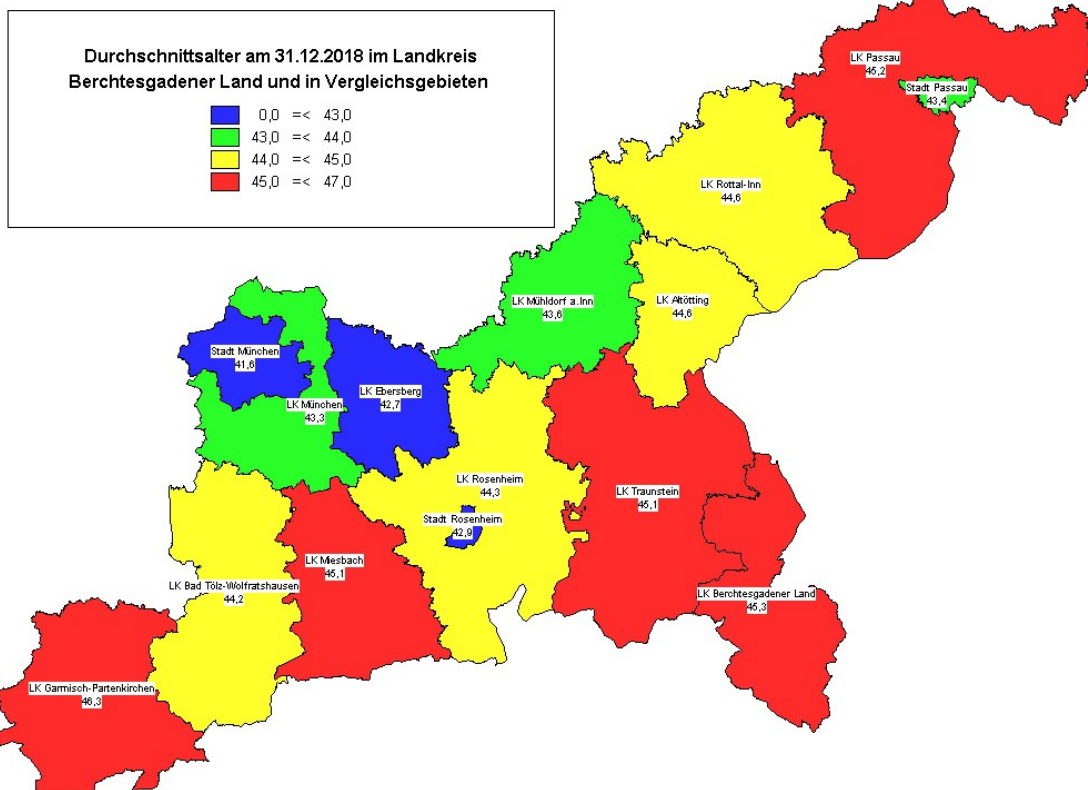 Durchschnittsalter am 31.12.2018 im Landkreis
Berchtesgadener Land und in Vergleichsgebieten
0,0 =< 43,0
43,0 =< 44,0
44,0 =< 45,0
45,0 =< 47,0
LK Passau
45,2
Stadt Passau
43,4
LK Rottal-Inn
44,6
LK Mühldorf a.Inn
43,6
LK Altötting
44,6
Stadt München
41,6
LK Ebersberg
42,7
LK München
43,3
LK Rosenheim
44,3
LK Traunstein
45,1
Stadt Rosenheim
42,9
LK Miesbach
45,1
LK Bad Tölz-Wolfratshausen
44,2
LK Berchtesgadener Land
45,3
LK Garmisch-Partenkirchen
46,3